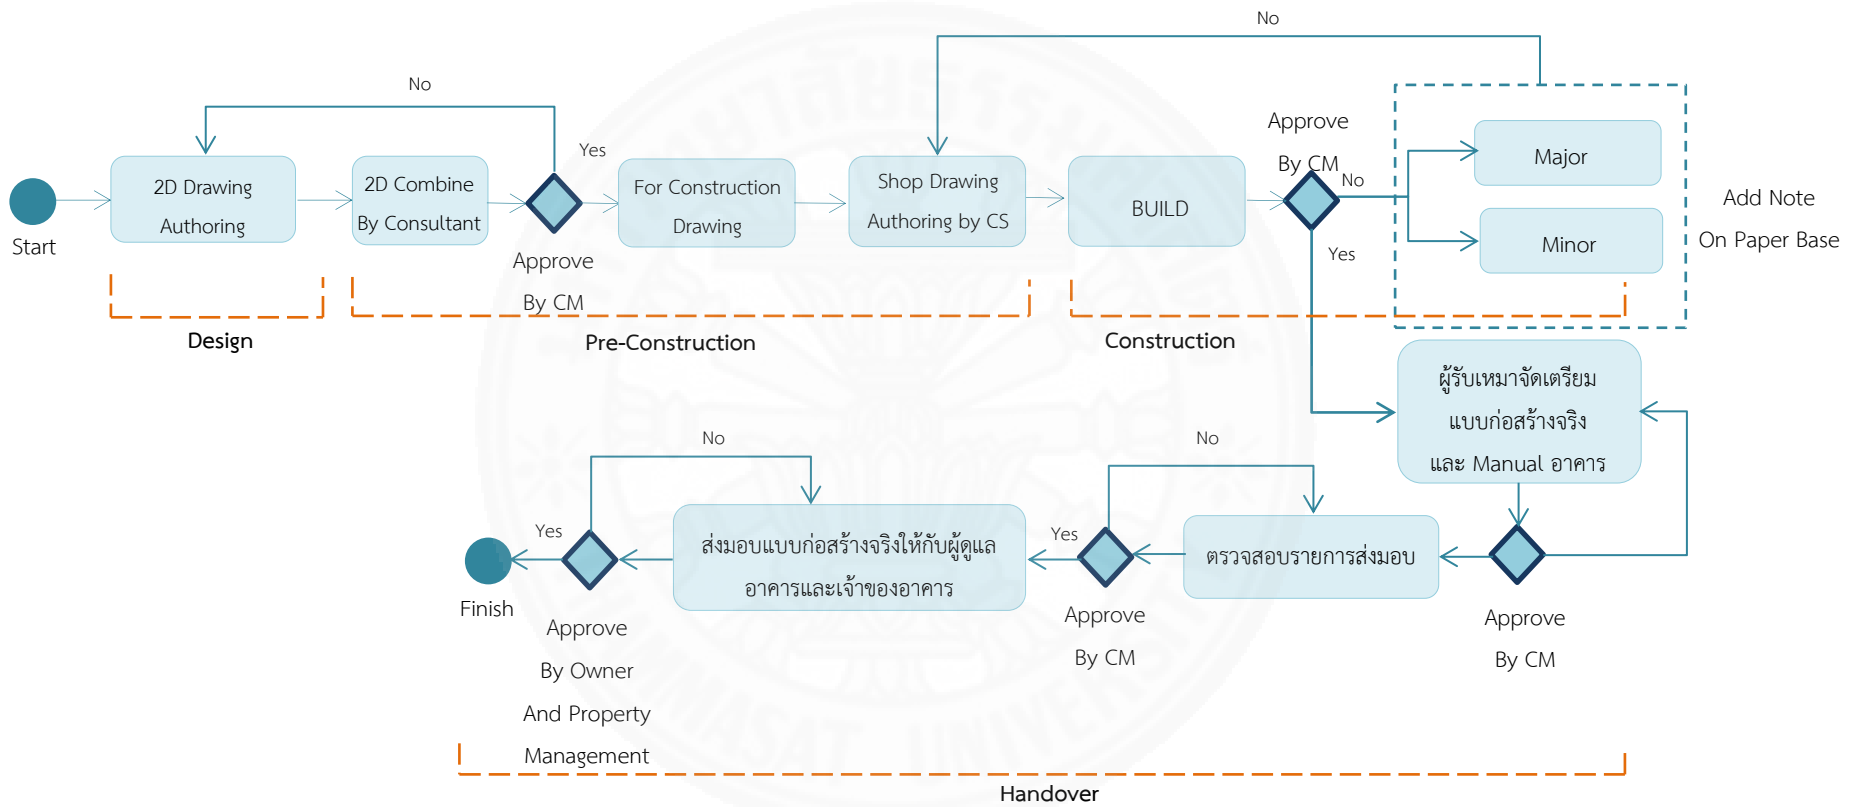 No
No
Approve
By CM
Yes
No
Yes
Start
2D Drawing
Authoring
2D Combine
By Consultant
Approve
By CM
For Construction
Drawing
Shop Drawing
Authoring by CS
BUILD
Major
Minor
Add Note
On Paper Base
Design
Pre-Construction
Construction
ผู้รับเหมาจัดเตรียม
แบบก่อสร้างจริง
และ Manual อาคาร
No
No
Yes
Yes
Finish
ส่งมอบแบบก่อสร้างจริงให้กับผู้ดูแล
อาคารและเจ้าของอาคาร
ตรวจสอบรายการส่งมอบ
Approve
By Owner
And Property
Management
Approve
By CM
Approve
By CM
Handover